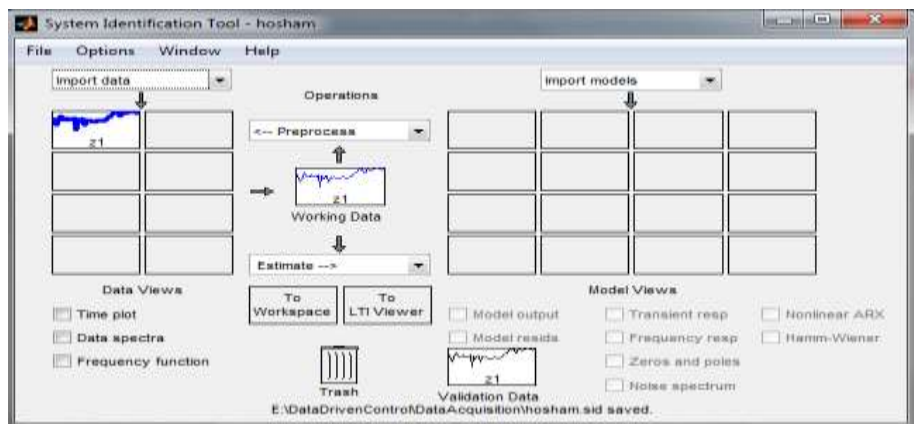 System Identification Tool - hosham
File Options Window Help
Import data
Import models
Operations
<-- Preprocess
z1
z1
Working Data
Estimate -->
Data Views
Time plot
Data spectra
Frequency function
To Workspace
To LTI Viewer
Trash
Model Views
Model output
Transient resp
Nonlinear ARX
Model resids
Frequency resp
Hamm-Wiener
Zeros and poles
Noise spectrum
z1
Validation Data
E:\DataDrivenControl\DataAcquisition\hosham.sid saved.